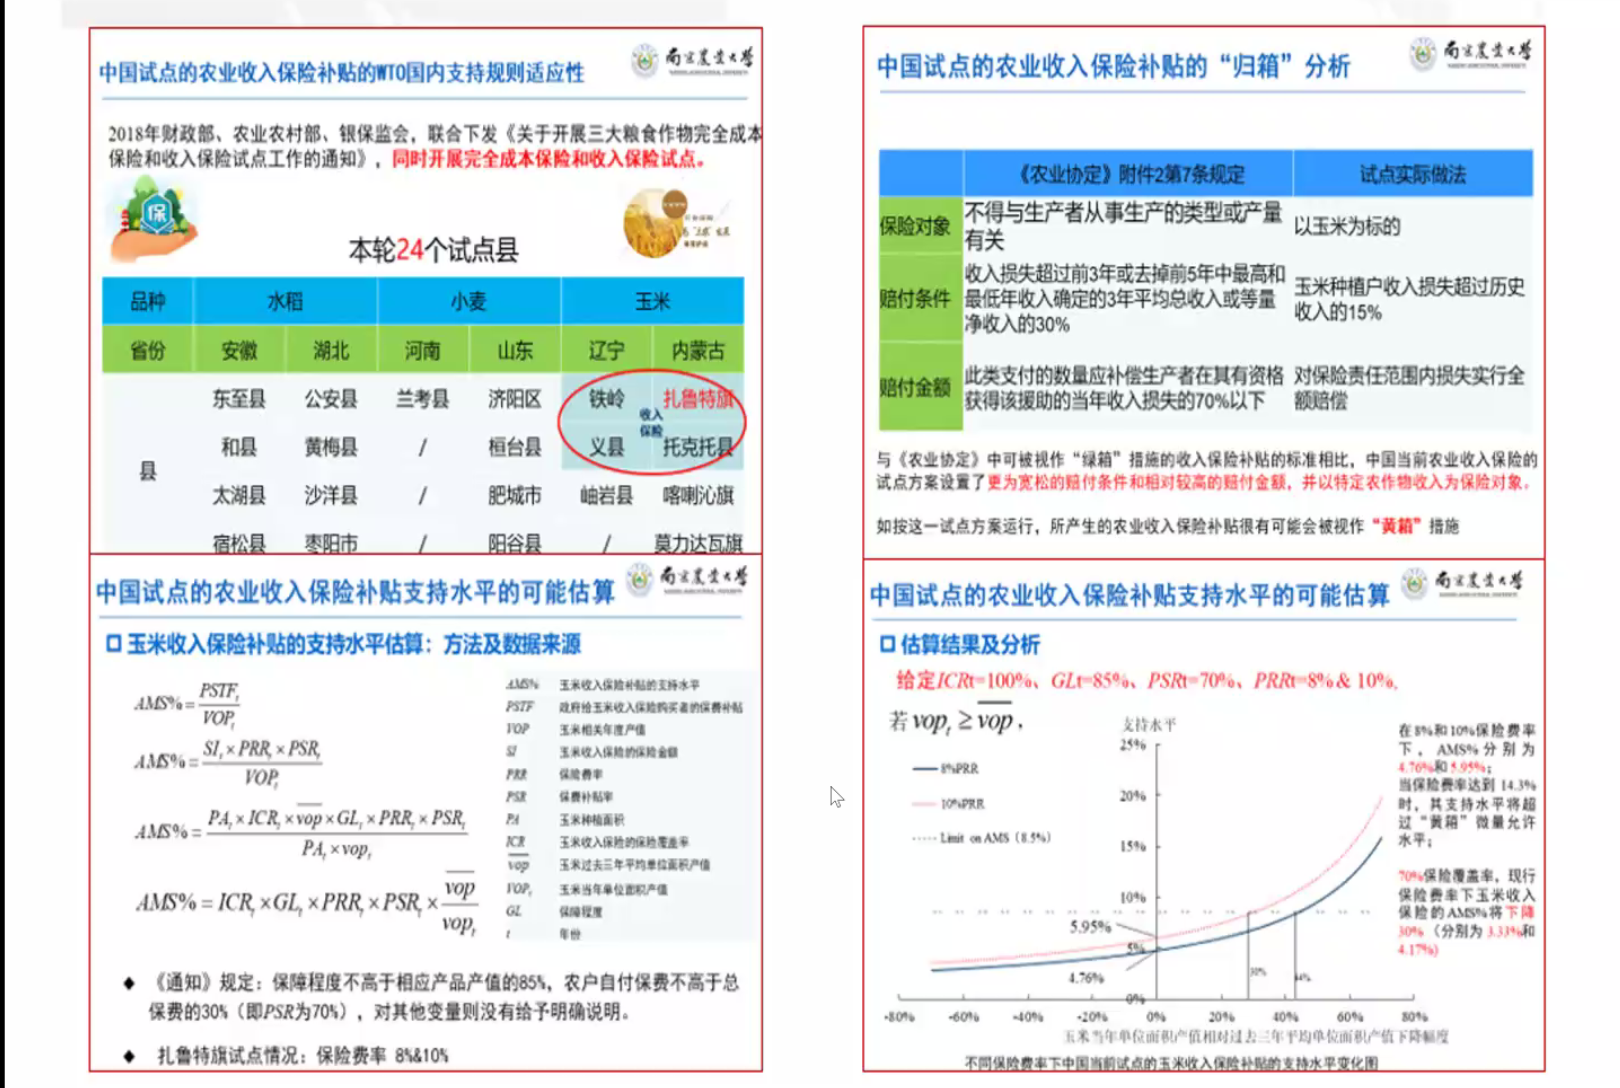 中国试点的农业收入保险补贴的WTO国内支持规则适应性
南京农业大学
2018年财政部、农业农村部、银保监会，联合下发《关于开展三大粮食作物完全成本
保险和收入保险试点工作的通知》，同时开展完全成本保险和收入保险试点。
保
本轮24个试点县
品种 水稻 小麦 玉米
省份 安徽 湖北 河南 山东 辽宁 内蒙古
东至县 公安县 兰考县 济阳区 铁岭 扎鲁特旗
收入
保险
和县 黄梅县 / 桓台县 义县 托克托县
县
太湖县 沙洋县 / 肥城市 岫岩县 喀喇沁旗
宿松县 枣阳市 / 阳谷县 / 莫力达瓦旗
中国试点的农业收入保险补贴的“归箱”分析
南京农业大学
《农业协定》附件2第7条规定 试点实际做法
保险对象 不得与生产者从事生产的类型或产量
有关 以玉米为标的
赔付条件 收入损失超过前3年或去掉前5年中最高和
最低年收入确定的3年平均总收入或等量
净收入的30%
玉米种植户收入损失超过历史
收入的15%
赔付金额 此类支付的数量应补偿生产者在其有资格
获得该援助的当年收入损失的70%以下
对保险责任范围内损失实行全
额赔偿
与《农业协定》中可被视作“绿箱”措施的收入保险补贴的标准相比，中国当前农业收入保险的
试点方案设置了更为宽松的赔付条件和相对较高的赔付金额，并以特定农作物收入为保险对象。
如按这一试点方案运行，所产生的农业收入保险补贴很有可能会被视作“黄箱”措施
中国试点的农业收入保险补贴支持水平的可能估算
南京农业大学
玉米收入保险补贴的支持水平估算：方法及数据来源
AMS%=PSTFt/VOPt
AMS%=SIt×PRRt×PSRt/VOPt
AMS%=PAt×ICRt×vop×GLt×PRRt×PSRt/PAt×vopt
AMS%=ICRt×GLt×PRRt×PSRt×vop/vopt
AMS% 玉米收入保险补贴的支持水平
PSTF 政府给玉米收入保险购买者的保费补贴
VOP 玉米相关年度产值
SI 玉米收入保险的保险金额
PRR 保险费率
PSR 保费补贴率
PA 玉米种植面积
ICR 玉米收入保险的保险覆盖率
vop 玉米过去三年平均单位面积产值
VOPt 玉米当年单位面积产值
GL 保障程度
t 年份
◆ 《通知》规定：保障程度不高于相应产品产值的85%，农户自付保费不高于总
保费的30%（即PSR为70%），对其他变量则没有给予明确说明。
◆ 扎鲁特旗试点情况：保险费率 8%&10%
中国试点的农业收入保险补贴支持水平的可能估算
南京农业大学
估算结果及分析
给定ICRt=100%、GLt=85%、PSRt=70%、PRRt=8%& 10%,
若vopt≥vop，
支持水平
25%
20%
15%
10%
5%
0%
8%PRR
10%PRR
Limit on AMS（8.5%）
5.95%
4.76%
30%
44%
-80% -60% -40% -20% 0% 20% 40% 60% 80%
玉米当年单位面积产值相对过去三年平均单位面积产值下降幅度
不同保险费率下中国当前试点的玉米收入保险补贴的支持水平变化图
在8%和10%保险费率
下，AMS%分别为
4.76%和5.95%；
当保险费率达到14.3%
时，其支持水平将超
过“黄箱”微量允许
水平；
70%保险覆盖率，现行
保险费率下玉米收入
保险的AMS%将下降
30%（分别为3.33%和
4.17%）